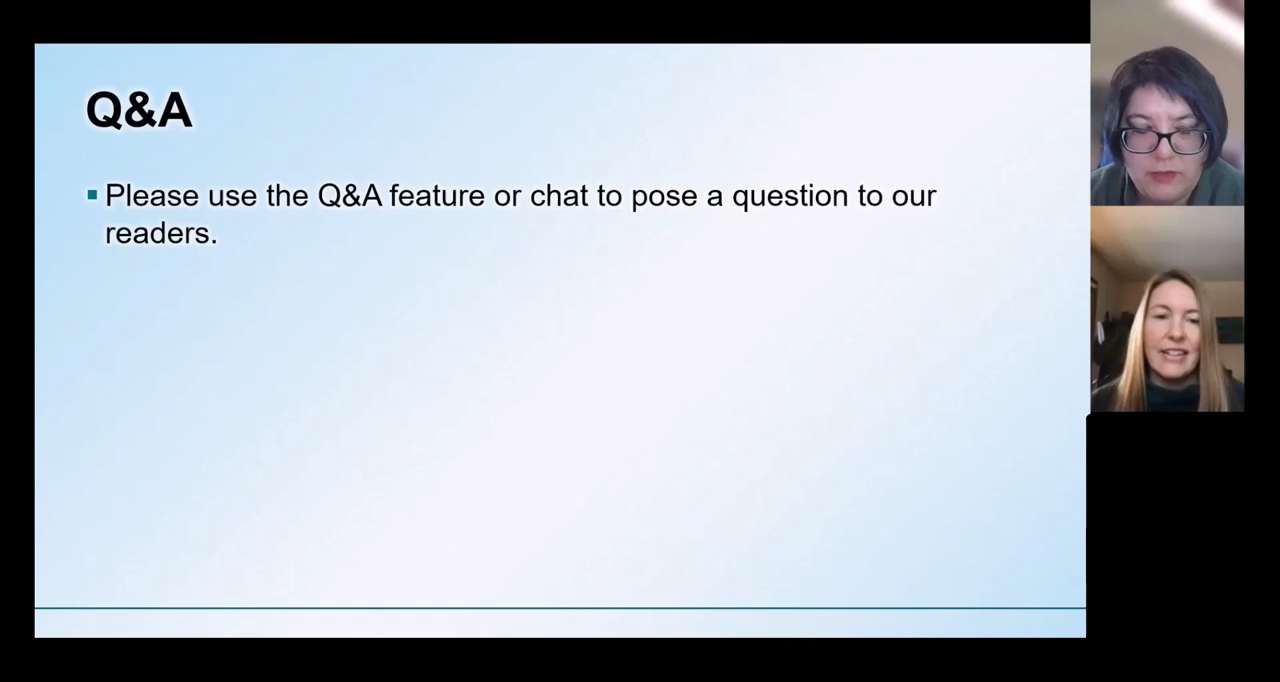 Q&A
Please use the Q&A feature or chat to pose a question to our
readers.